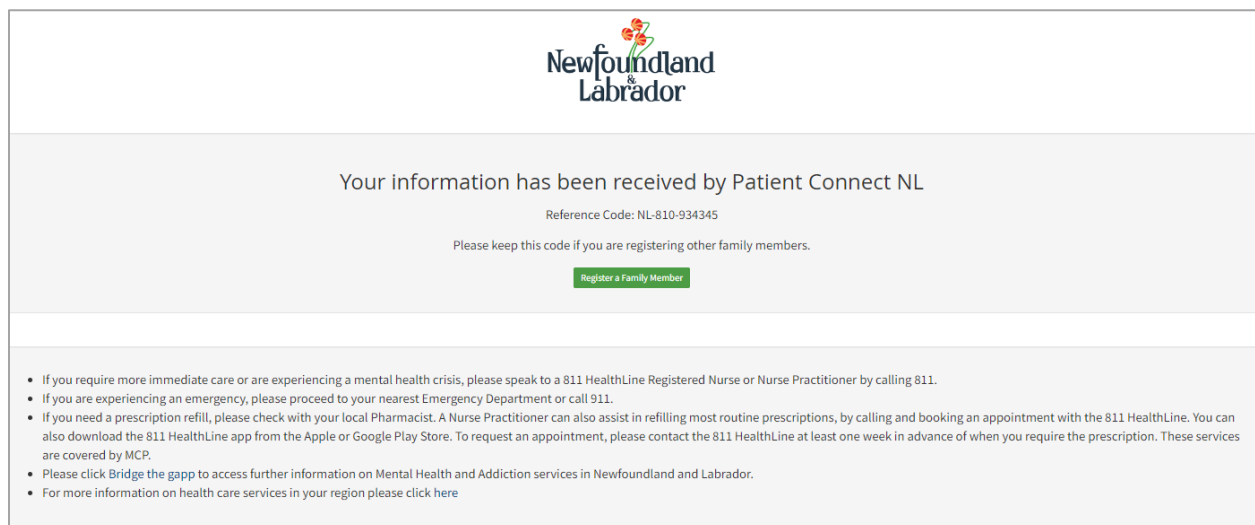 Newfoundland
&
Labrador
Your information has been received by Patient Connect NL
Reference Code: NL-810-934345
Please keep this code if you are registering other family members.
Register a Family Member
• If you require more immediate care or are experiencing a mental health crisis, please speak to a 811 HealthLine Registered Nurse or Nurse Practitioner by calling 811.
• If you are experiencing an emergency, please proceed to your nearest Emergency Department or call 911.
• If you need a prescription refill, please check with your local Pharmacist. A Nurse Practitioner can also assist in refilling most routine prescriptions, by calling and booking an appointment with the 811 HealthLine. You can
also download the 811 HealthLine app from the Apple or Google Play Store. To request an appointment, please contact the 811 HealthLine at least one week in advance of when you require the prescription. These services
are covered by MCP.
• Please click Bridge the gapp to access further information on Mental Health and Addiction services in Newfoundland and Labrador.
• For more information on health care services in your region please click here